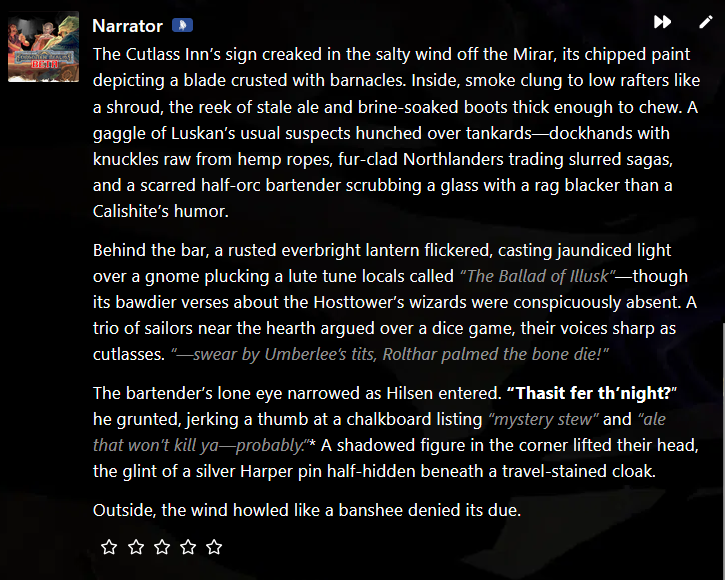 Narrator
The Cutlass Inn’s sign creaked in the salty wind off the Mirar, its chipped paint
depicting a blade crusted with barnacles. Inside, smoke clung to low rafters like
a shroud, the reek of stale ale and brine-soaked boots thick enough to chew. A
gaggle of Luskan’s usual suspects hunched over tankards—dockhands with
knuckles raw from hemp ropes, fur-clad Northlanders trading slurred sagas,
and a scarred half-orc bartender scrubbing a glass with a rag blacker than a
Calishite’s humor.
Behind the bar, a rusted everbright lantern flickered, casting jaundiced light
over a gnome plucking a lute tune locals called “The Ballad of Illusk”—though
its bawdier verses about the Hosttower’s wizards were conspicuously absent. A
trio of sailors near the hearth argued over a dice game, their voices sharp as
cutlasses. “—swear by Umberlee’s tits, Rolthar palmed the bone die!”
The bartender’s lone eye narrowed as Hilsen entered. “Thasit fer th’night?”
he grunted, jerking a thumb at a chalkboard listing “mystery stew” and “ale
that won’t kill ya—probably.”* A shadowed figure in the corner lifted their head,
the glint of a silver Harper pin half-hidden beneath a travel-stained cloak.
Outside, the wind howled like a banshee denied its due.